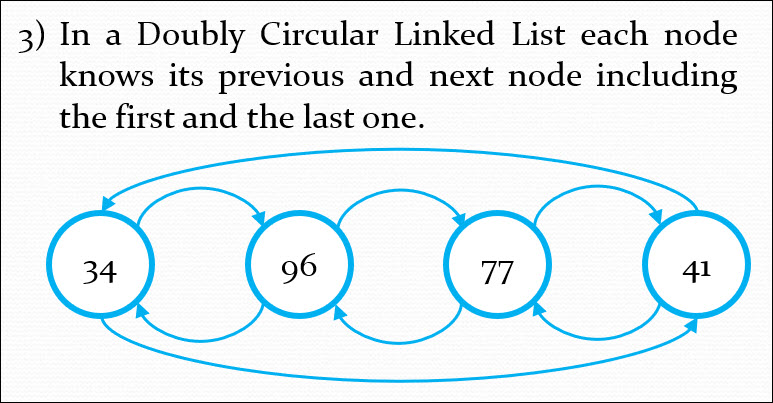 3) In a Doubly Circular Linked List each node
knows its previous and next node including
the first and the last one.
34 96 77 41